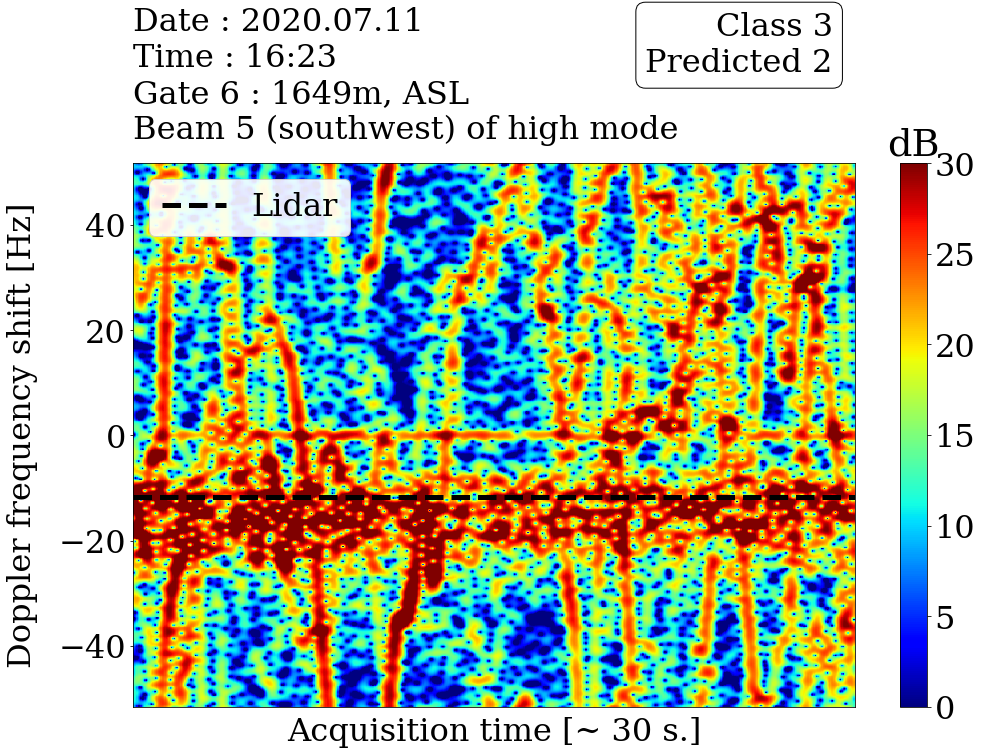 Date : 2020.07.11
Time : 16:23
Gate 6 : 1649m, ASL
Beam 5 (southwest) of high mode
Class 3
Predicted 2
dB
Lidar
Doppler frequency shift [Hz]
40
20
0
−20
−40
30
25
20
15
10
5
0
Acquisition time [~ 30 s.]